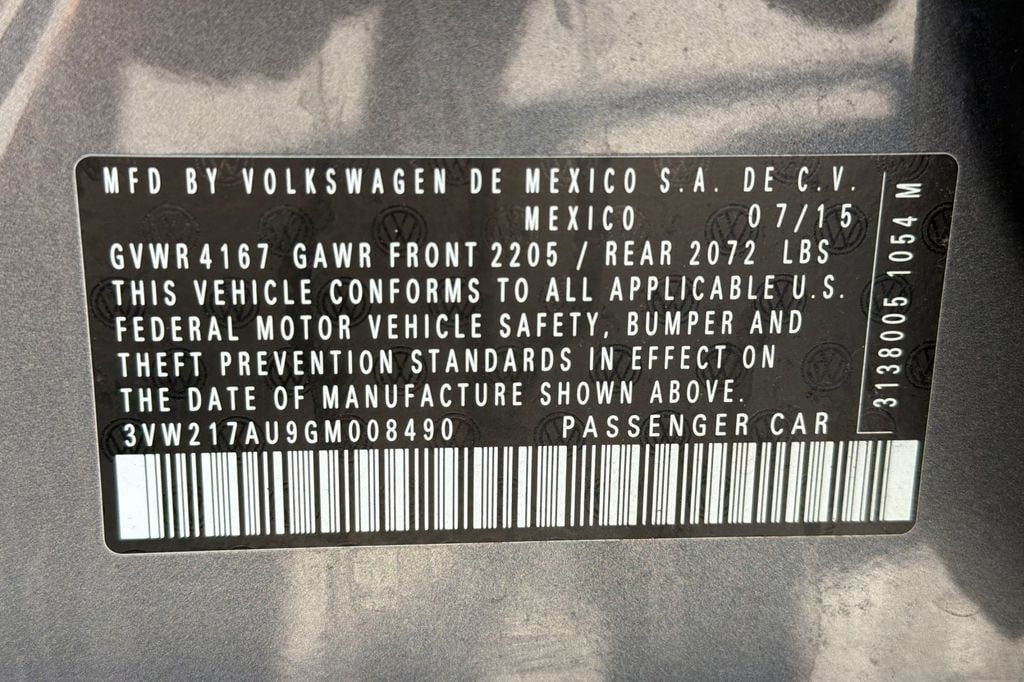 MFD BY VOLKSWAGEN DE MEXICO S.A. DE C.V.
MEXICO 07/15
GVWR 4167 GAWR FRONT 2205 / REAR 2072 LBS
THIS VEHICLE CONFORMS TO ALL APPLICABLE U.S.
FEDERAL MOTOR VEHICLE SAFETY, BUMPER AND
THEFT PREVENTION STANDARDS IN EFFECT ON
THE DATE OF MANUFACTURE SHOWN ABOVE.
3VW217AU9GM008490 PASSENGER CAR
3138005 1054 M